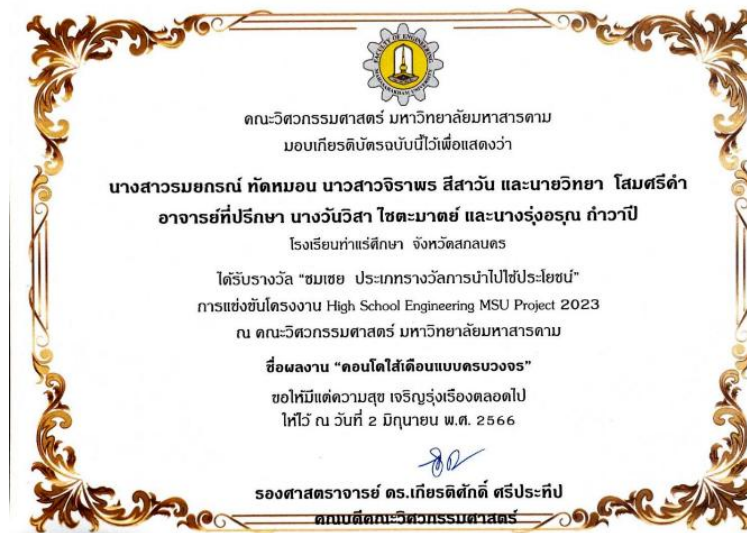 FACULTY OF ENGINEERING
MAHASARAKHAM UNIVERSITY
คณะวิศวกรรมศาสตร์ มหาวิทยาลัยมหาสารคาม
มอบเกียรติบัตรฉบับนี้ไว้เพื่อแสดงว่า
นางสาวรมยกรณ์ ทัดหมอน นาวสาวจิราพร สีสาวัน และนายวิทยา โสมศรีคำ
อาจารย์ที่ปรึกษา นางวันวิสา ไชตะมาตย์ และนางรุ่งอรุณ ถำวาปี
โรงเรียนท่าแร่ศึกษา จังหวัดสกลนคร
ได้รับรางวัล “ชมเชย ประเภทรางวัลการนำไปใช้ประโยชน์”
การแข่งขันโครงงาน High School Engineering MSU Project 2023
ณ คณะวิศวกรรมศาสตร์ มหาวิทยาลัยมหาสารคาม
ชื่อผลงาน “คอนโดไส้เดือนแบบครบวงจร”
ขอให้มีแต่ความสุข เจริญรุ่งเรืองตลอดไป
ให้ไว้ ณ วันที่ 2 มิถุนายน พ.ศ. 2566
รองศาสตราจารย์ ดร.เกียรติศักดิ์ ศรีประทีป
คณบดีคณะวิศวกรรมศาสตร์